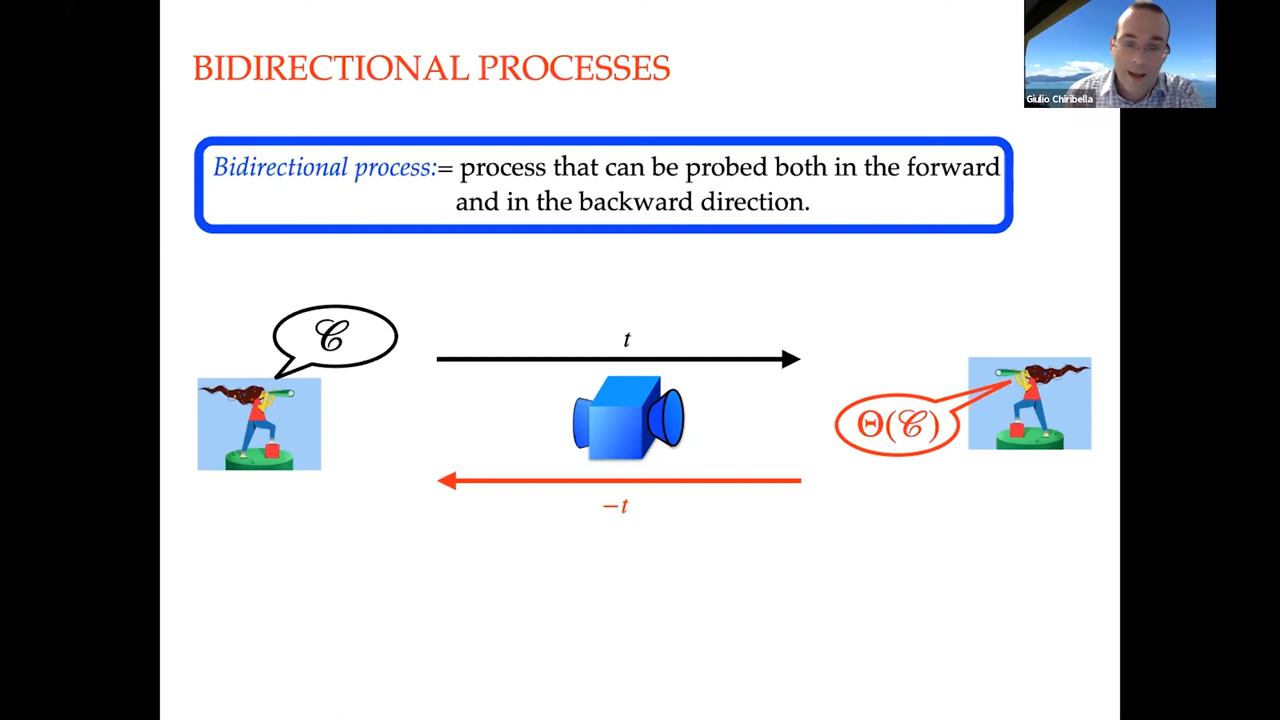 BIDIRECTIONAL PROCESSES
Giulio Chiribella
Bidirectional process:= process that can be probed both in the forward
and in the backward direction.
𝒞
t
Θ(𝒞)
−t